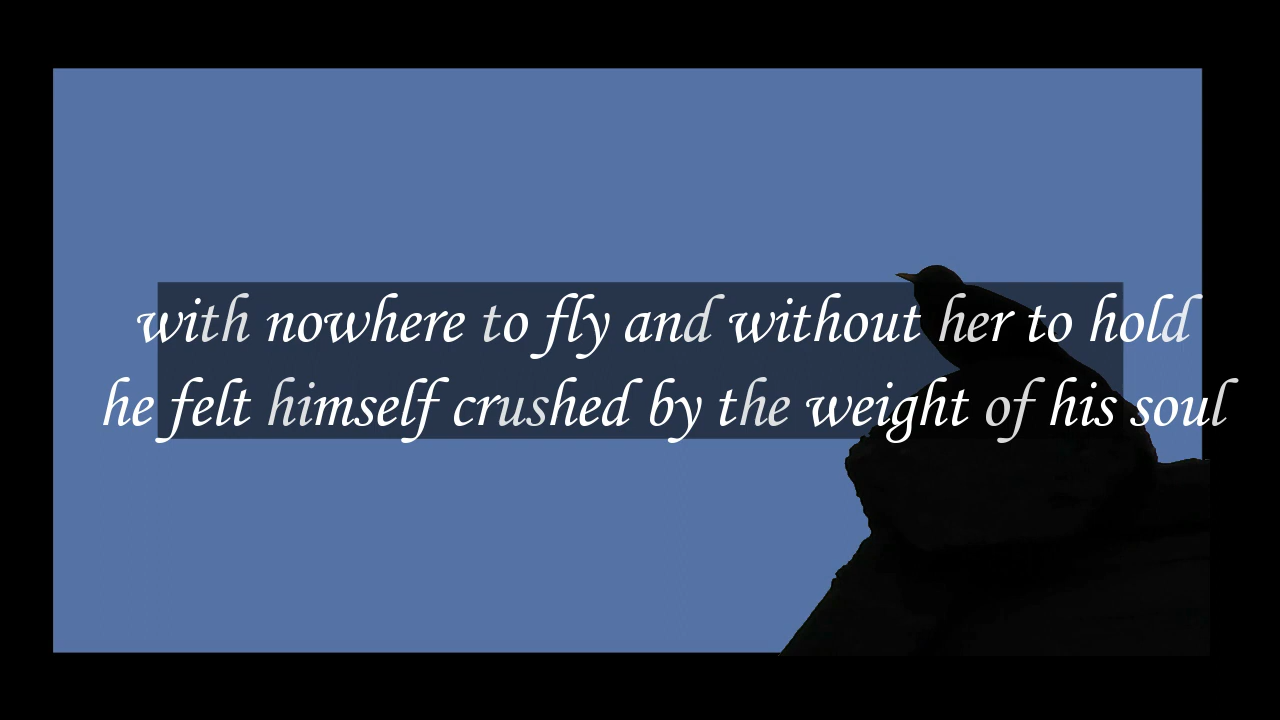 with nowhere to fly and without her to hold
he felt himself crushed by the weight of his soul